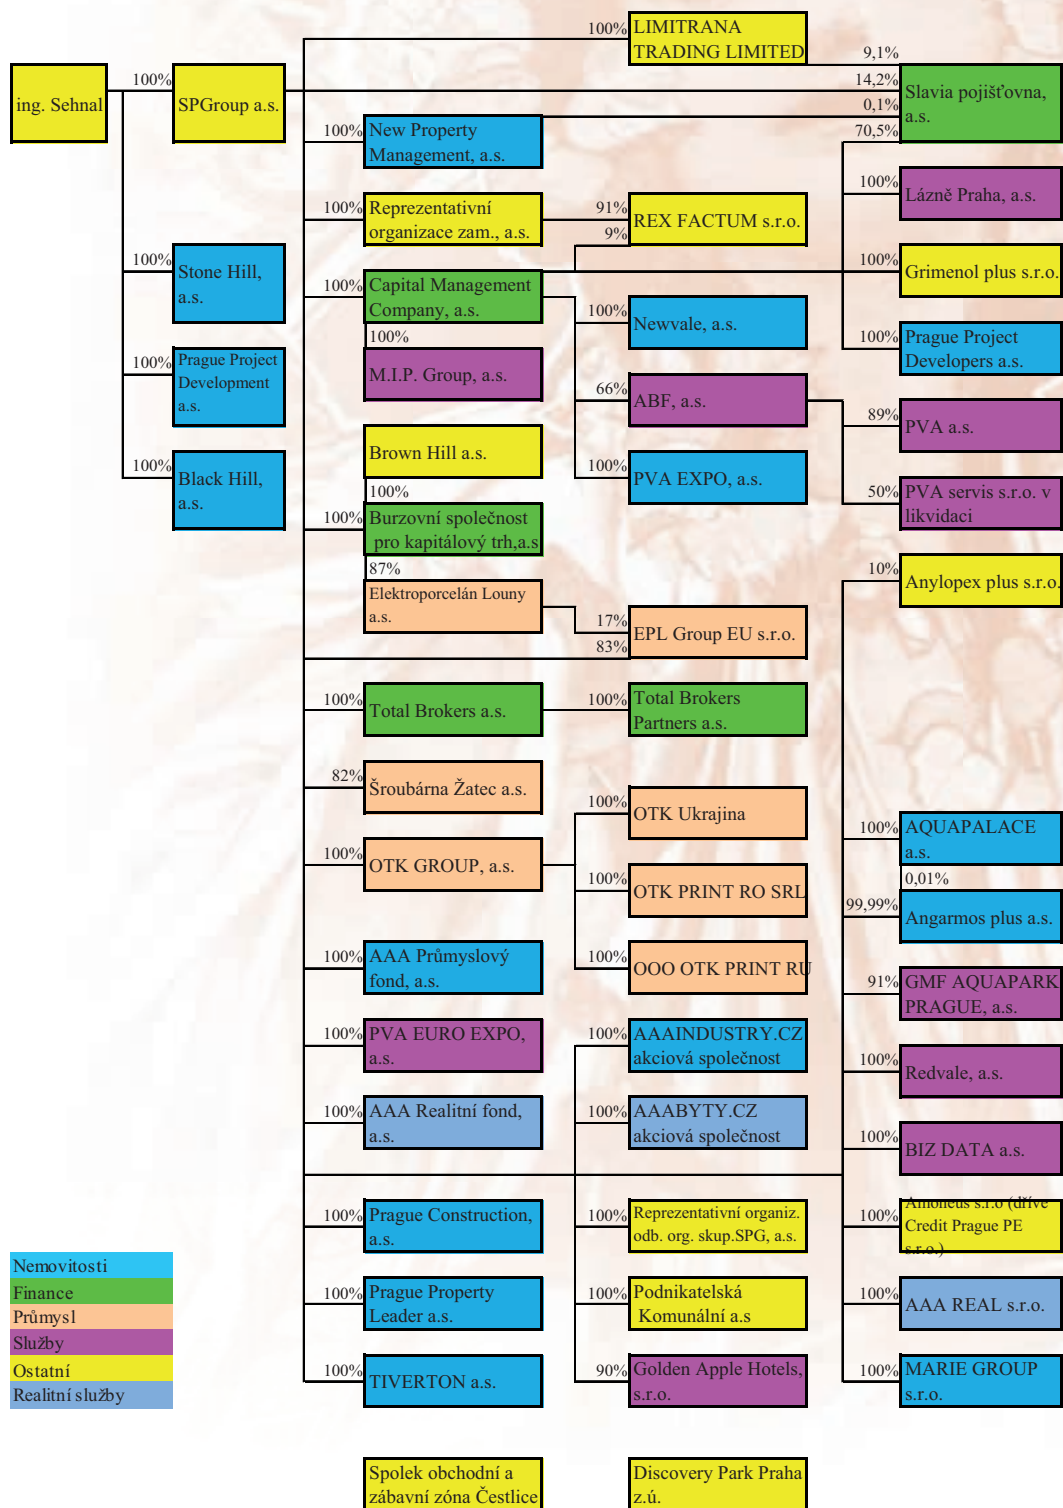 100%
LIMITRANA
TRADING LIMITED
9,1%
ing. Sehnal
100%
SPGroup a.s.
14,2%
0,1%
70,5%
Slavia pojišťovna,
a.s.
100%
New Property
Management, a.s.
100%
Lázně Praha, a.s.
100%
Reprezentativní
organizace zam., a.s.
91%
9%
REX FACTUM s.r.o.
100%
Stone Hill,
a.s.
100%
Grimenol plus s.r.o.
100%
Capital Management
Company, a.s.
100%
100%
Newvale, a.s.
100%
Prague Project
Developers a.s.
100%
Prague Project
Development
a.s.
M.I.P. Group, a.s.
66%
ABF, a.s.
89%
PVA a.s.
100%
Black Hill,
a.s.
Brown Hill a.s.
100%
100%
PVA EXPO, a.s.
50%
PVA servis s.r.o. v
likvidaci
100%
Burzovní společnost
pro kapitálový trh,a.s
87%
10%
Anylopex plus s.r.o.
Elektroporcelán Louny
a.s.
17%
83%
EPL Group EU s.r.o.
100%
Total Brokers a.s.
100%
Total Brokers
Partners a.s.
82%
Šroubárna Žatec a.s.
100%
OTK Ukrajina
100%
AQUAPALACE
a.s.
0,01%
100%
OTK GROUP, a.s.
100%
OTK PRINT RO SRL
99,99%
Angarmos plus a.s.
100%
AAA Průmyslový
fond, a.s.
100%
OOO OTK PRINT RU
91%
GMF AQUAPARK
PRAGUE, a.s.
100%
PVA EURO EXPO,
a.s.
100%
AAAINDUSTRY.CZ
akciová společnost
100%
Redvale, a.s.
100%
AAA Realitní fond,
a.s.
100%
AAABYTY.CZ
akciová společnost
100%
BIZ DATA a.s.
100%
Prague Construction,
a.s.
100%
Reprezentativní organiz.
odb. org. skup.SPG, a.s.
100%
Amoneus s.r.o (dříve
Credit Prague PE
s.r.o.)
Nemovitosti
Finance
Průmysl
Služby
Ostatní
Realitní služby
100%
Prague Property
Leader a.s.
100%
Podnikatelská
Komunální a.s
100%
AAA REAL s.r.o.
100%
TIVERTON a.s.
90%
Golden Apple Hotels,
s.r.o.
100%
MARIE GROUP
s.r.o.
Spolek obchodní a
zábavní zóna Čestlice
Discovery Park Praha
z.ú.